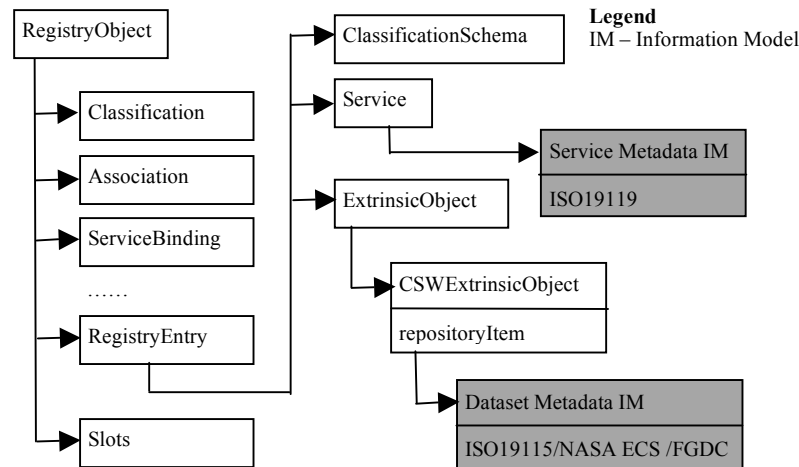 RegistryObject
Classification
Association
ServiceBinding
......
RegistryEntry
Slots
ClassificationSchema
Service
ExtrinsicObject
CSWExtrinsicObject
repositoryItem
Legend
IM – Information Model
Service Metadata IM
ISO19119
Dataset Metadata IM
ISO19115/NASA ECS /FGDC